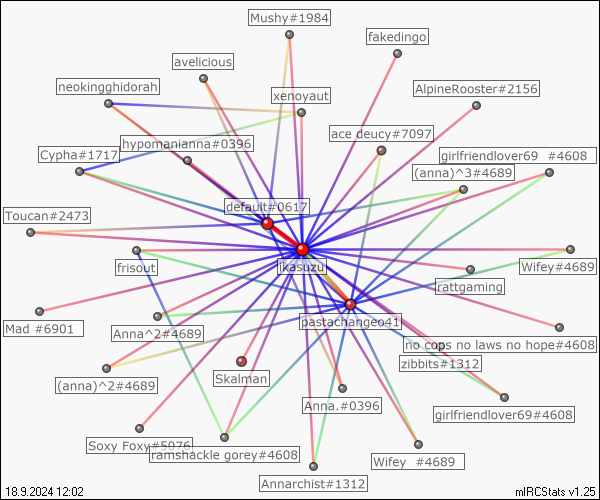 Mushy#1984
fakedingo
avelicious
neokingghidorah
xenoyaut
AlpineRooster#2156
ace deucy#7097
hypomanianna#0396
Cypha#1717
girlfriendlover69  #4608
(anna)^3#4689
default#0617
Toucan#2473
frisout
ikasuzu
Wifey#4689
rattgaming
Mad #6901
Anna^2#4689
pastachangeo41
no cops no laws no hope#4608
zibbits#1312
(anna)^2#4689
Skalman
Anna.#0396
girlfriendlover69#4608
Soxy Foxy#5076
ramshackle gorey#4608
Wifey  #4689
Annarchist#1312
18.9.2024 12:02
mIRCStats v1.25